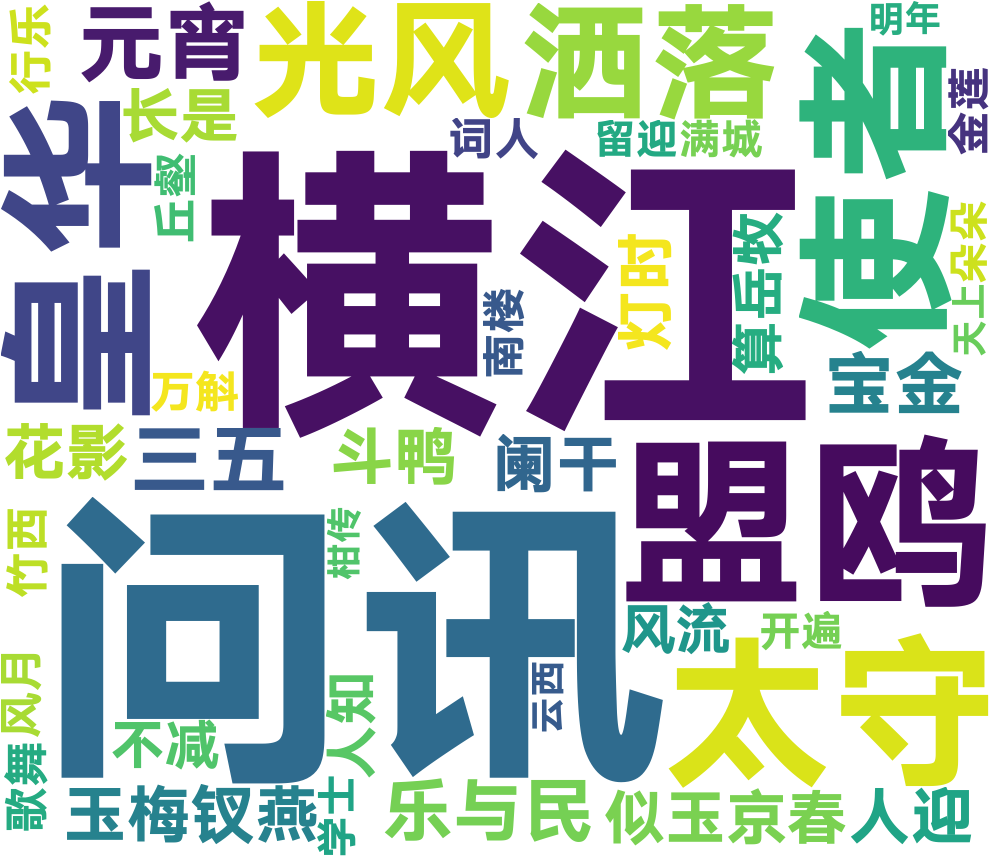 行乐
元宵
光风
洒落
明年
使者
金莲
皇华
长是
丘壑
词人
留迎
满城
横江
灯时
算岳牧
天上朵朵
南楼
宝金
万斛
花影
三五
斗鸭
阑干
盟鸥
竹西
问讯
柑传
风流
开遍
太守
风月
不减
人知
云西
歌舞
玉梅钗燕
学士
乐与民
似玉京春
人迎